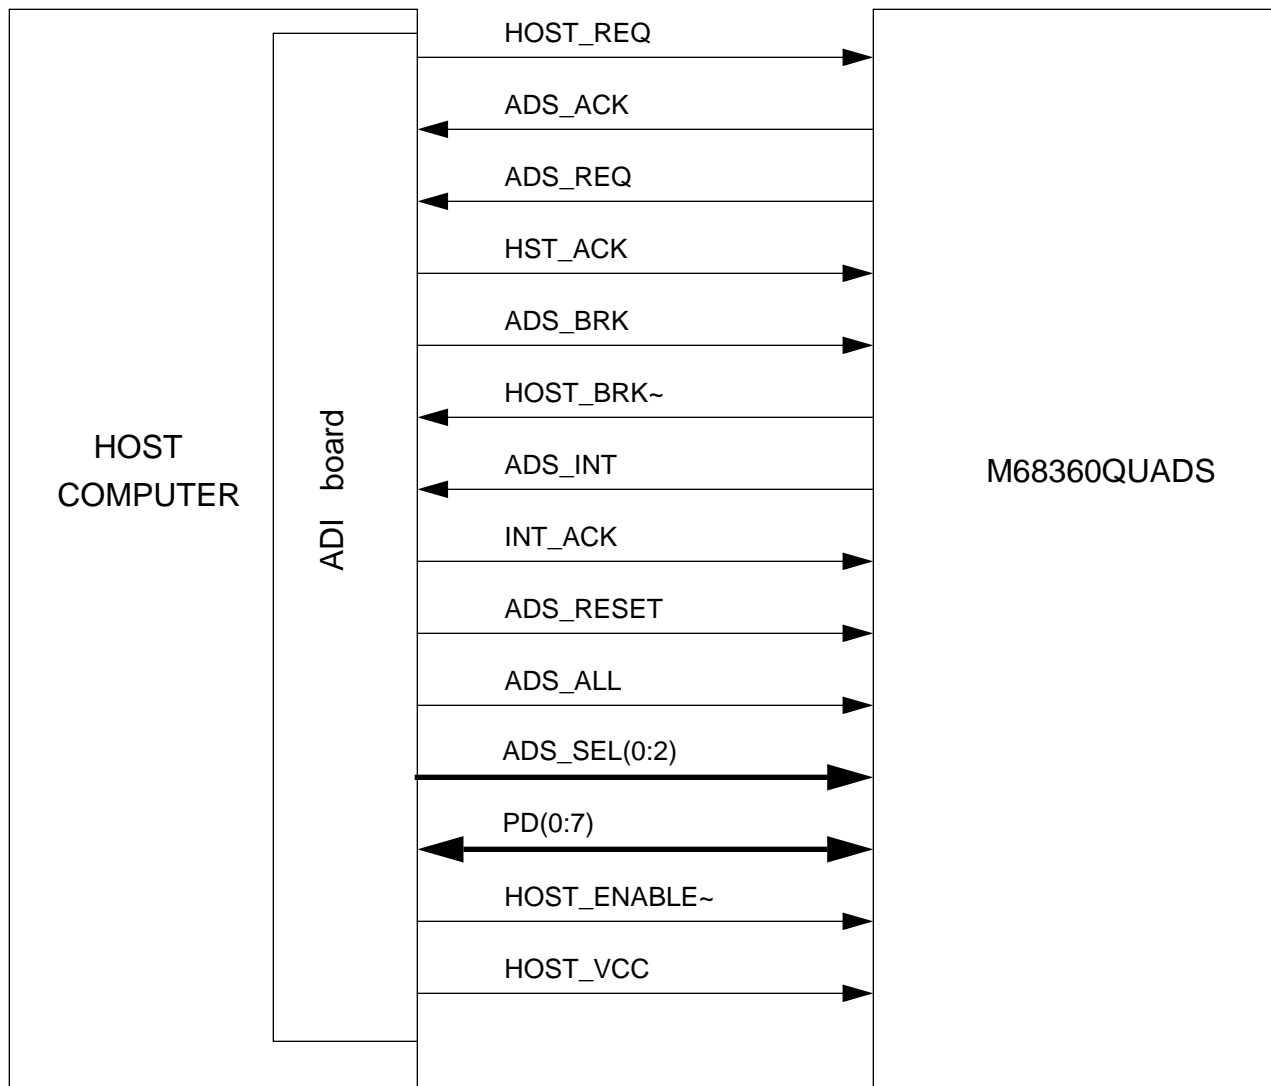 HOST_REQ
ADS_ACK
ADS_REQ
HST_ACK
ADS_BRK
HOST_BRK~
ADS_INT
INT_ACK
ADS_RESET
ADS_ALL
ADS_SEL(0:2)
PD(0:7)
HOST_ENABLE~
HOST_VCC
HOST
COMPUTER
ADI board
M68360QUADS